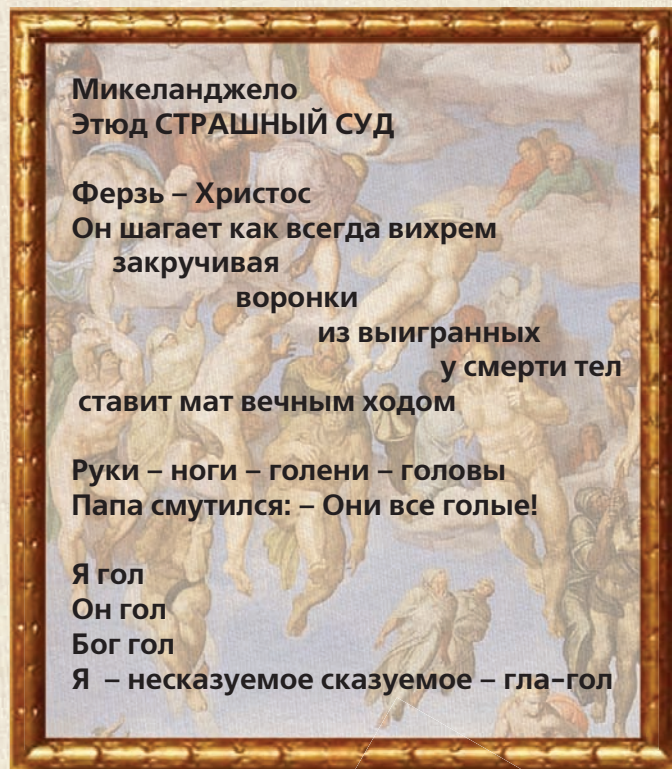 Микеланджело
Этюд СТРАШНЫЙ СУД
Ферзь – Христос
Он шагает как всегда вихрем
закручивая
воронки
из выигранных
у смерти тел
ставит мат вечным ходом
Руки – ноги – голени – головы
Папа смутился: – Они все голые!
Я гол
Он гол
Бог гол
Я – несказуемое сказуемое – гла-гол